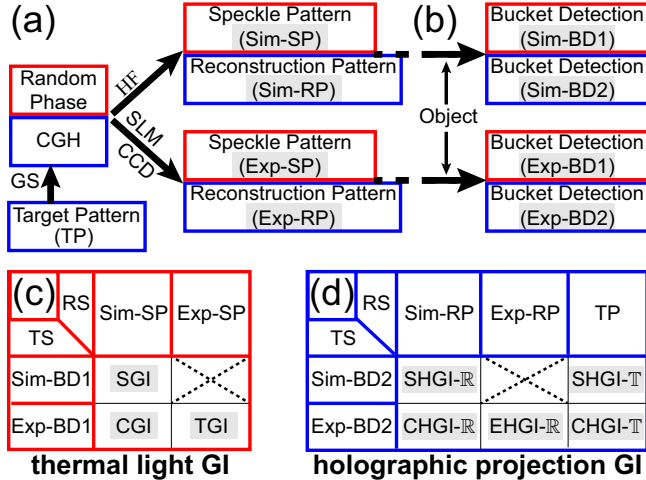 (a)
Random
Phase
CGH
GS
Target Pattern
(TP)
HF
SLM
CCD
Speckle Pattern
(Sim-SP)
Reconstruction Pattern
(Sim-RP)
Speckle Pattern
(Exp-SP)
Reconstruction Pattern
(Exp-RP)
(b)
Object
Bucket Detection
(Sim-BD1)
Bucket Detection
(Sim-BD2)
Bucket Detection
(Exp-BD1)
Bucket Detection
(Exp-BD2)
(c)
RS
TS
Sim-SP
Exp-SP
Sim-BD1
SGI
Exp-BD1
CGI
TGI
thermal light GI
(d)
RS
TS
Sim-RP
Exp-RP
TP
Sim-BD2
SHGI-ℝ
SHGI-𝕋
Exp-BD2
CHGI-ℝ
EHGI-ℝ
CHGI-𝕋
holographic projection GI